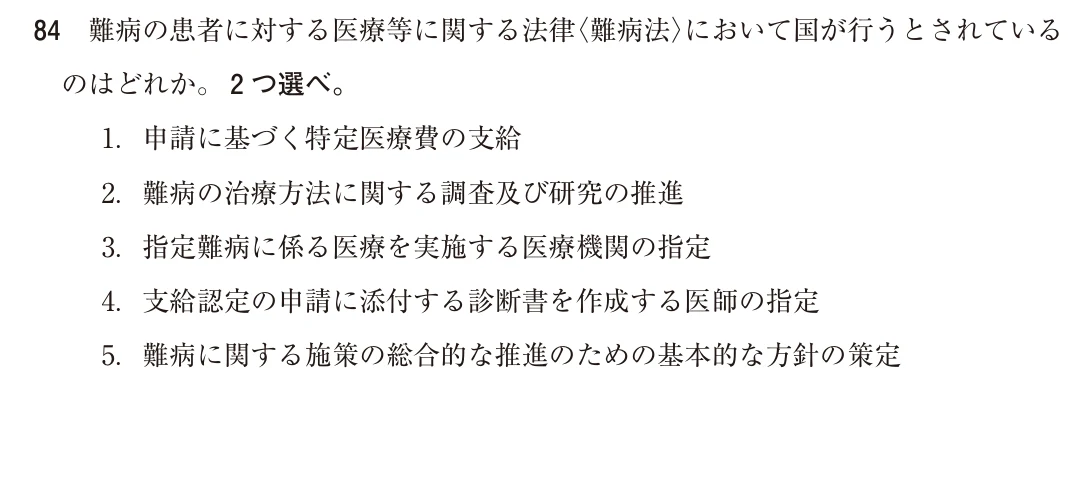 84 難病の患者に対する医療等に関する法律〈難病法〉において国が行うとされている
のはどれか。2つ選べ。
1. 申請に基づく特定医療費の支給
2. 難病の治療方法に関する調査及び研究の推進
3. 指定難病に係る医療を実施する医療機関の指定
4. 支給認定の申請に添付する診断書を作成する医師の指定
5. 難病に関する施策の総合的な推進のための基本的な方針の策定